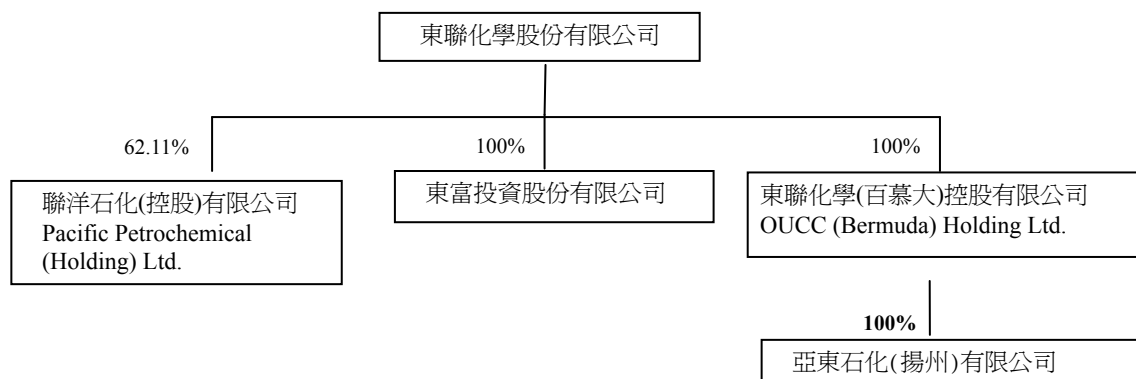 東聯化學股份有限公司
62.11%
100%
100%
聯洋石化(控股)有限公司
Pacific Petrochemical
(Holding) Ltd.
東富投資股份有限公司
東聯化學(百慕大)控股有限公司
OUCC (Bermuda) Holding Ltd.
100%
亞東石化(揚州)有限公司